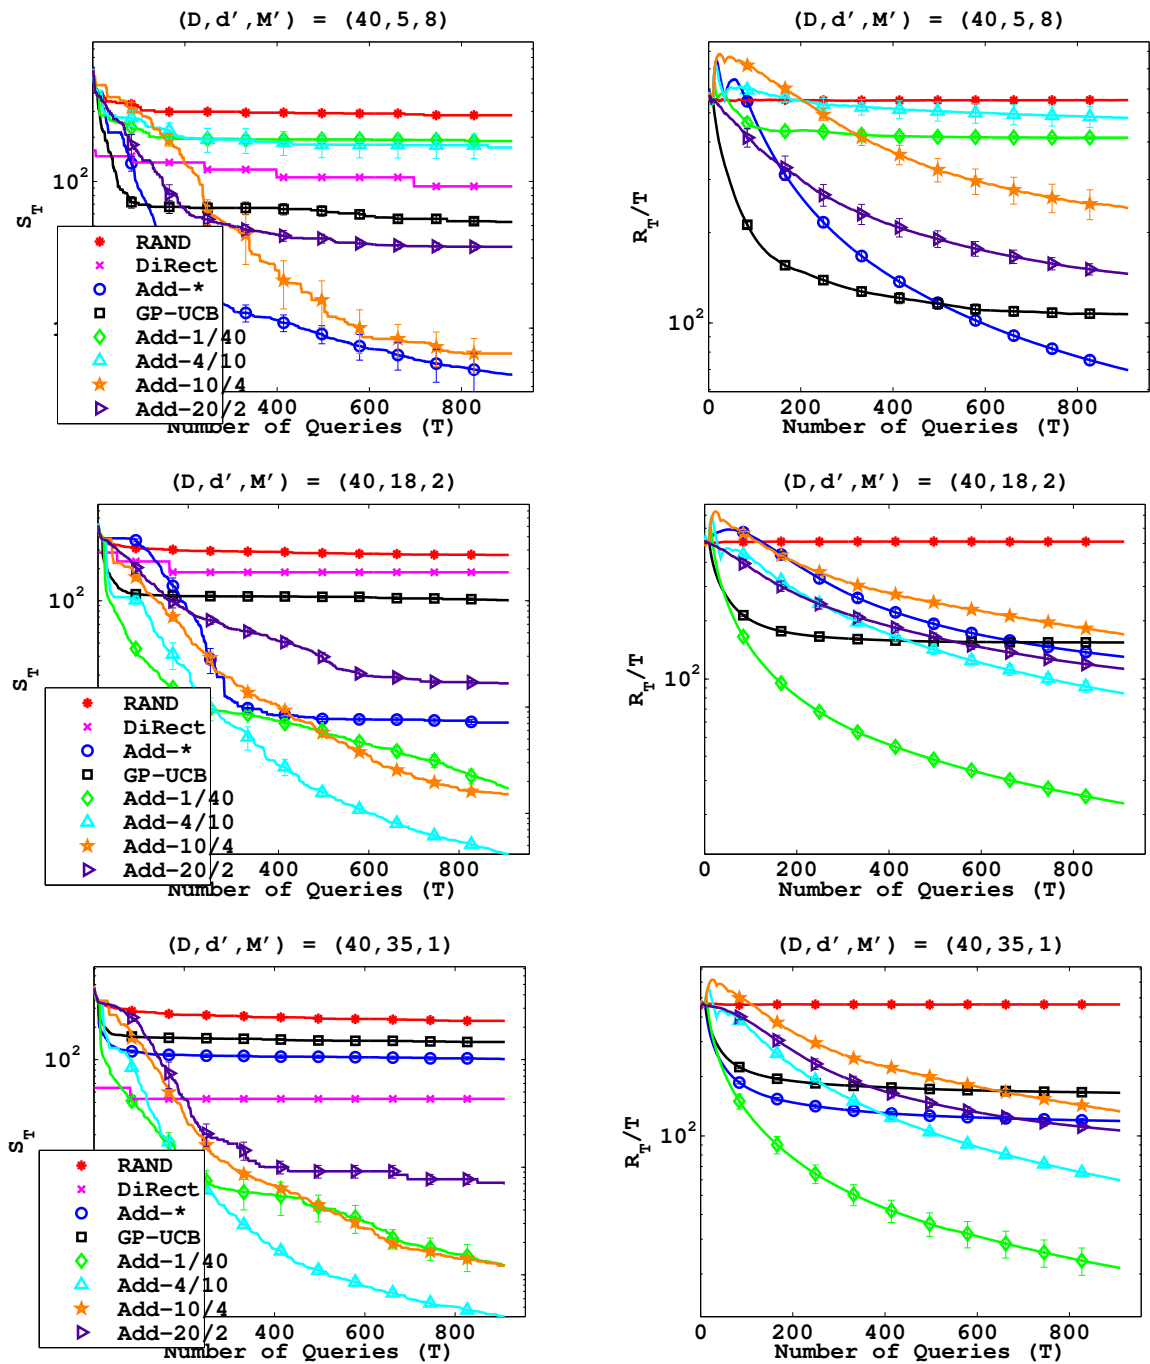 (D,d′,M′) = (40,5,8)
S_T
10^2
RAND
DiRect
Add-*
GP-UCB
Add-1/40
Add-4/10
Add-10/4
Add-20/2
400 600 800
Number of Queries (T)
(D,d′,M′) = (40,5,8)
R_T/T
10^2
0 200 400 600 800
Number of Queries (T)
(D,d′,M′) = (40,18,2)
S_T
10^2
RAND
DiRect
Add-*
GP-UCB
Add-1/40
Add-4/10
Add-10/4
Add-20/2
400 600 800
Number of Queries (T)
(D,d′,M′) = (40,18,2)
R_T/T
10^2
0 200 400 600 800
Number of Queries (T)
(D,d′,M′) = (40,35,1)
S_T
10^2
RAND
DiRect
Add-*
GP-UCB
Add-1/40
Add-4/10
Add-10/4
Add-20/2
400 600 800
Number of Queries (T)
(D,d′,M′) = (40,35,1)
R_T/T
10^2
0 200 400 600 800
Number of Queries (T)